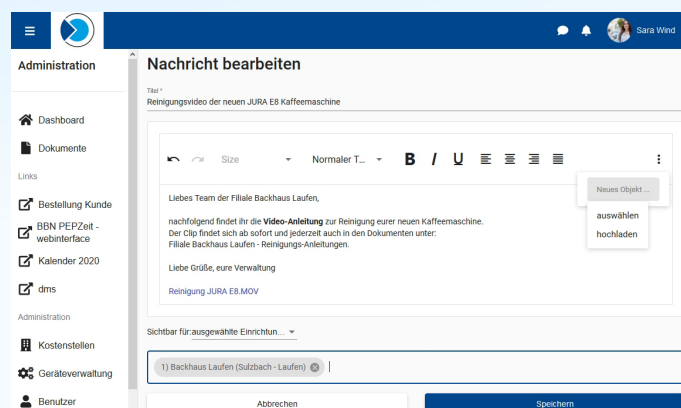 Sara Wind
Administration
Nachricht bearbeiten
Titel *
Reinigungsvideo der neuen JURA E8 Kaffeemaschine
Dashboard
Dokumente
Links
Bestellung Kunde
BBN PEPZeit -
webinterface
Kalender 2020
dms
Administration
Kostenstellen
Geräteverwaltung
Benutzer
Size
Normaler T...
B I U
Neues Objekt ...
auswählen
hochladen
Liebes Team der Filiale Backhaus Laufen,
nachfolgend findet ihr die Video-Anleitung zur Reinigung eurer neuen Kaffeemaschine.
Der Clip findet sich ab sofort und jederzeit auch in den Dokumenten unter:
Filiale Backhaus Laufen - Reinigungs-Anleitungen.
Liebe Grüße, eure Verwaltung
Reinigung JURA E8.MOV
Sichtbar für:ausgewählte Einrichtun...
1) Backhaus Laufen (Sulzbach - Laufen)
Abbrechen
Speichern